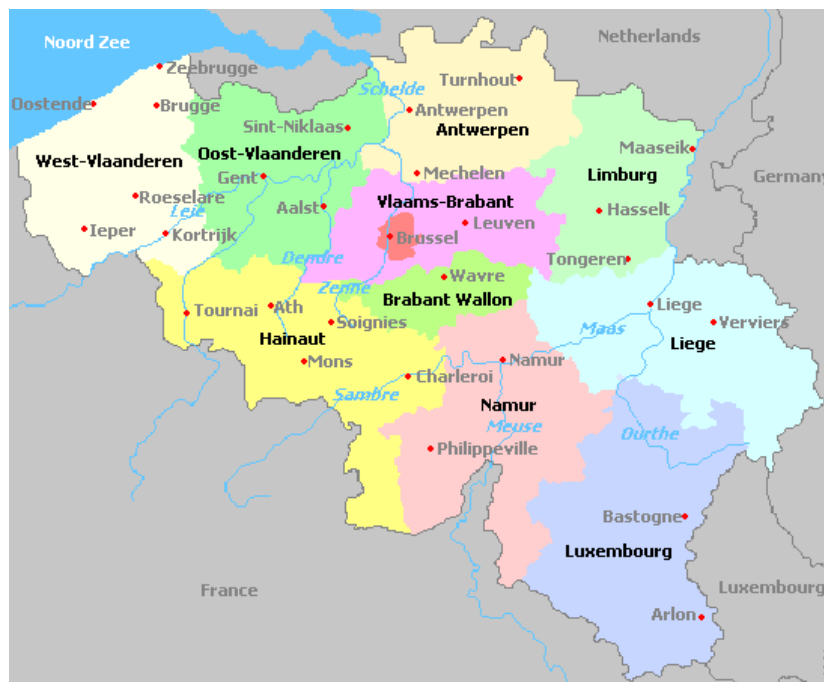 Netherlands
Noord Zee
Zeebrugge
Turnhout
Schelde
Oostende
Brugge
Antwerpen
Antwerpen
Sint-Niklaas
Maaseik
Oost-Vlaanderen
West-Vlaanderen
Mechelen
Limburg
Germany
Gent
Roeselare
Vlaams-Brabant
Aalst
Leie
Hasselt
Leuven
Ieper
Kortrijk
Brussel
Dendre
Tongeren
Zenne
Wavre
Brabant Wallon
Tournai
Ath
Liege
Soignies
Maas
Verviers
Hainaut
Liege
Mons
Namur
Charleroi
Sambre
Namur
Meuse
Ourthe
Philippeville
Bastogne
Luxembourg
France
Luxembourg
Arlon